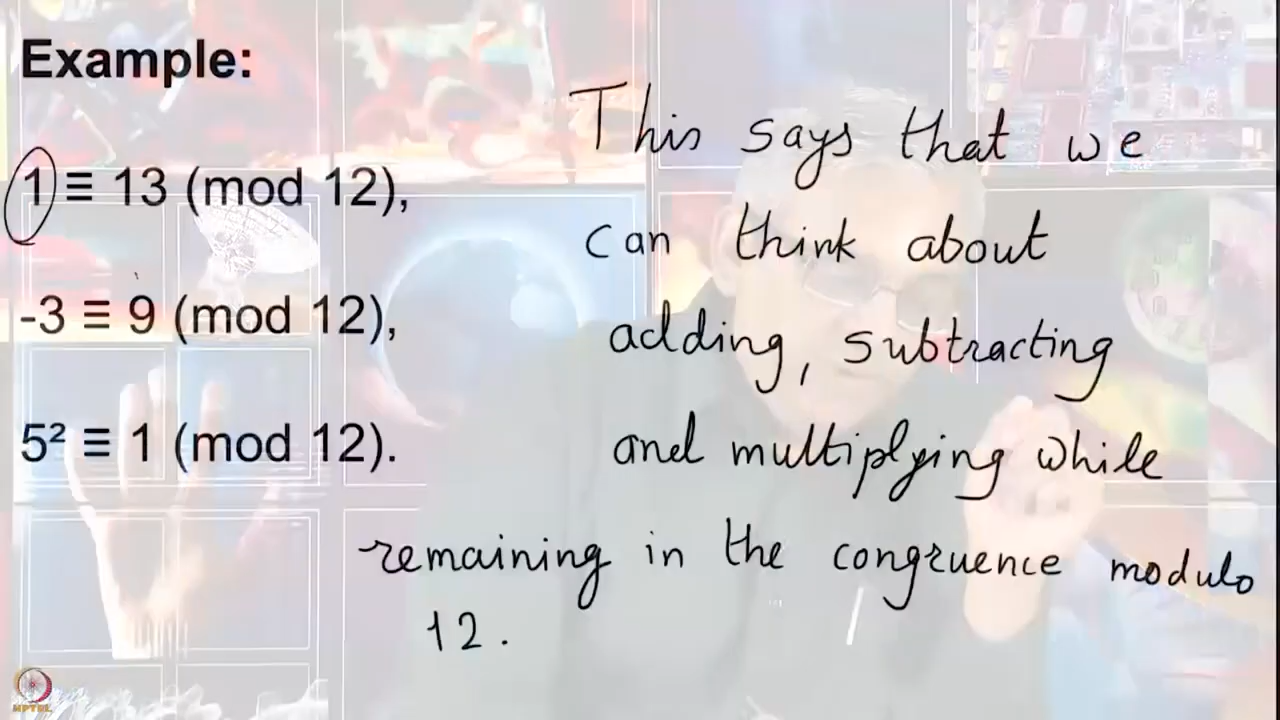 Example:
1 ≡ 13 (mod 12),
-3 ≡ 9 (mod 12),
5² ≡ 1 (mod 12).
This says that we
can think about
adding, subtracting
and multiplying while
remaining in the congruence modulo
12.
NPTEL